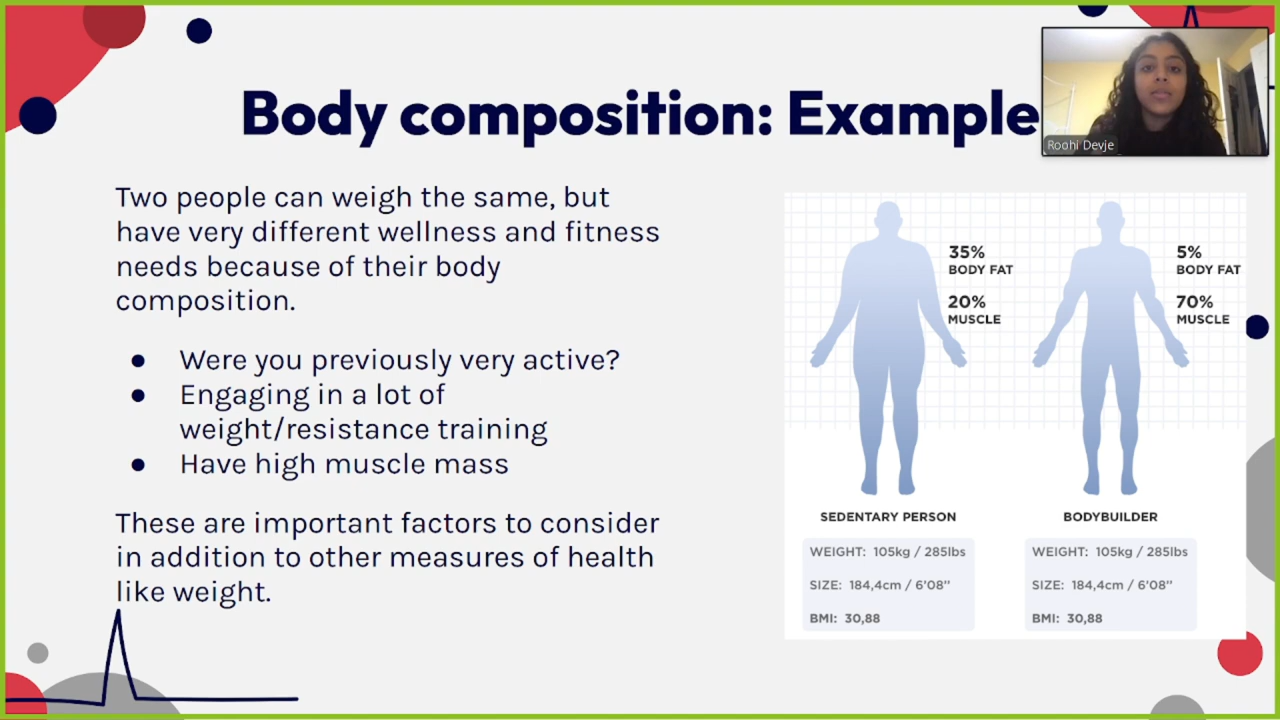 Body composition: Example
Roohi Devje
Two people can weigh the same, but
have very different wellness and fitness
needs because of their body
composition.
● Were you previously very active?
● Engaging in a lot of
weight/resistance training
● Have high muscle mass
These are important factors to consider
in addition to other measures of health
like weight.
35%
BODY FAT
20%
MUSCLE
5%
BODY FAT
70%
MUSCLE
SEDENTARY PERSON
WEIGHT: 105kg / 285lbs
SIZE: 184,4cm / 6'08''
BMI: 30,88
BODYBUILDER
WEIGHT: 105kg / 285lbs
SIZE: 184,4cm / 6'08''
BMI: 30,88